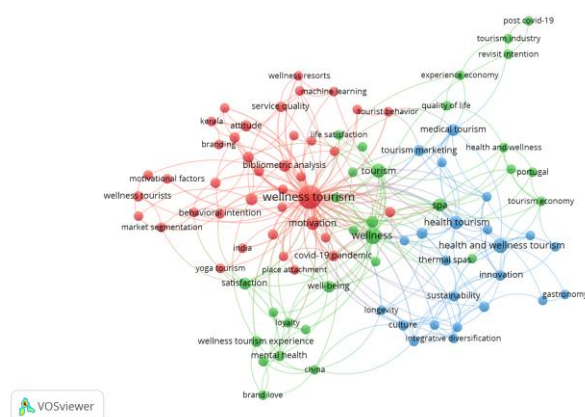 post covid-19
tourism industry
revisit intention
experience economy
wellness resorts
machine learning
service quality
tourist behavior
quality of life
kerala
attitude
medical tourism
branding
life satisfaction
tourism marketing
health and wellness
bibliometric analysis
tourism
portugal
motivational factors
wellness tourists
wellness tourism
spa
tourism economy
behavioral intention
market segmentation
motivation
health tourism
wellness
health and wellness tourism
india
covid-19 pandemic
thermal spas
yoga tourism
place attachment
innovation
satisfaction
well-being
sustainability
gastronomy
longevity
loyalty
culture
wellness tourism experience
integrative diversification
mental health
china
brand love
VOSviewer